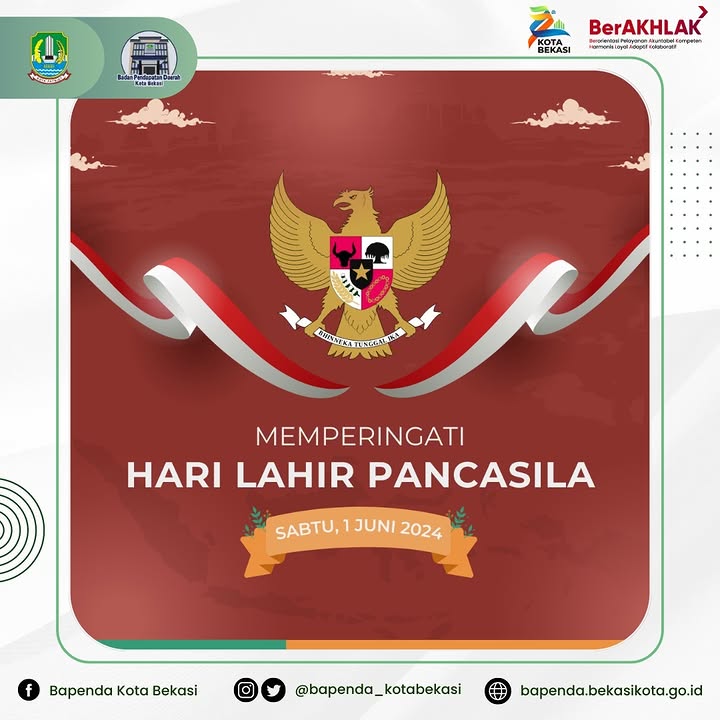 Badan Pendapatan Daerah
Kota Bekasi
KOTA
BEKASI
BerAKHLAK
Berorientasi Pelayanan Akuntabel Kompeten
Harmonis Loyal Adaptif Kolaboratif
BHINNEKA TUNGGAL IKA
MEMPERINGATI
HARI LAHIR PANCASILA
SABTU, 1 JUNI 2024
Bapenda Kota Bekasi
@bapenda_kotabekasi
bapenda.bekasikota.go.id